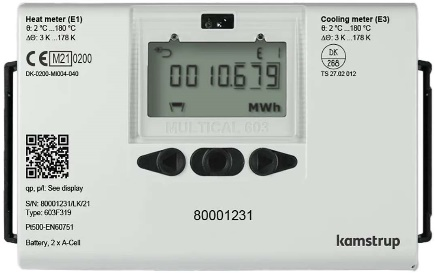 Heat meter (E1)
θ: 2 °C ...180 °C
ΔΘ: 3 K ...178 K
CE M21 0200
DK-0200-MI004-040
Cooling meter (E3)
θ: 2 °C ...180 °C
ΔΘ: 3 K ...178 K
DK
268
TS 27.02 012
E 1
0010.679
MWh
MULTICAL 603
qp, p/l: See display
S/N: 80001231/LK/21
Type: 603F319
Pt500-EN60751
Battery, 2 x A-Cell
80001231
kamstrup